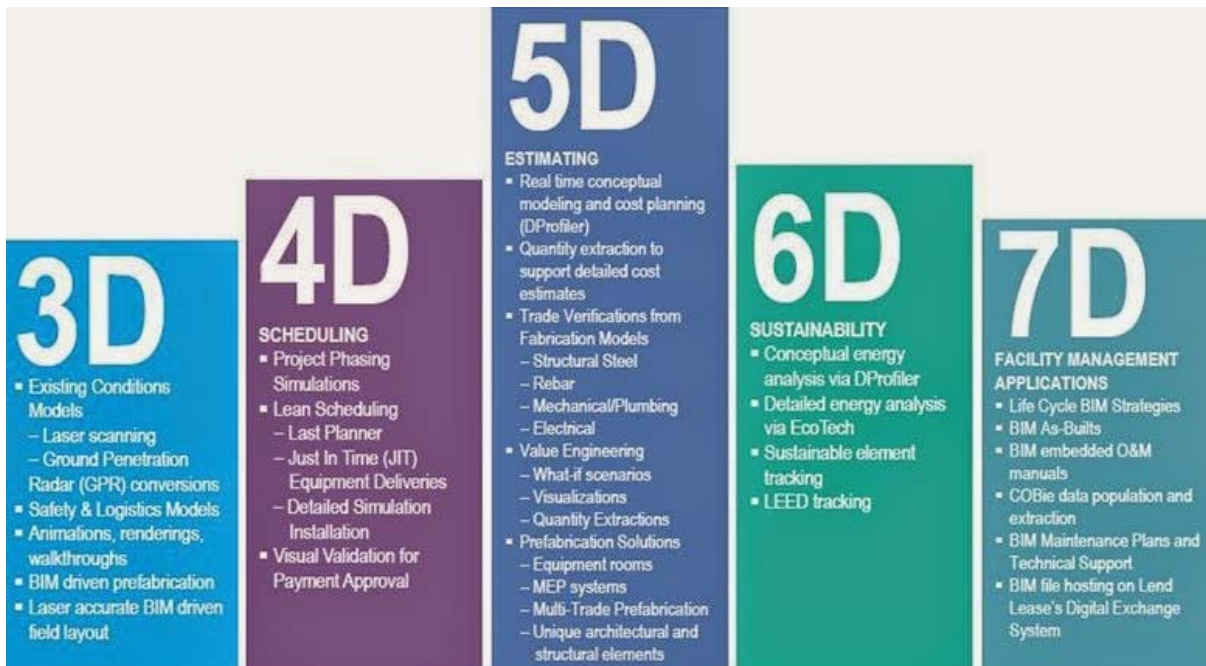 3D
▪ Existing Conditions
Models
– Laser scanning
– Ground Penetration
Radar (GPR) conversions
▪ Safety & Logistics Models
▪ Animations, renderings,
walkthroughs
▪ BIM driven prefabrication
▪ Laser accurate BIM driven
field layout
4D
SCHEDULING
▪ Project Phasing
Simulations
▪ Lean Scheduling
– Last Planner
– Just In Time (JIT)
Equipment Deliveries
– Detailed Simulation
Installation
▪ Visual Validation for
Payment Approval
5D
ESTIMATING
▪ Real time conceptual
modeling and cost planning
(DProfiler)
▪ Quantity extraction to
support detailed cost
estimates
▪ Trade Verifications from
Fabrication Models
– Structural Steel
– Rebar
– Mechanical/Plumbing
– Electrical
▪ Value Engineering
– What-if scenarios
– Visualizations
– Quantity Extractions
▪ Prefabrication Solutions
– Equipment rooms
– MEP systems
– Multi-Trade Prefabrication
– Unique architectural and
structural elements
6D
SUSTAINABILITY
▪ Conceptual energy
analysis via DProfiler
▪ Detailed energy analysis
via EcoTech
▪ Sustainable element
tracking
▪ LEED tracking
7D
FACILITY MANAGEMENT
APPLICATIONS
▪ Life Cycle BIM Strategies
▪ BIM As-Builts
▪ BIM embedded O&M
manuals
▪ COBie data population and
extraction
▪ BIM Maintenance Plans and
Technical Support
▪ BIM file hosting on Lend
Lease's Digital Exchange
System